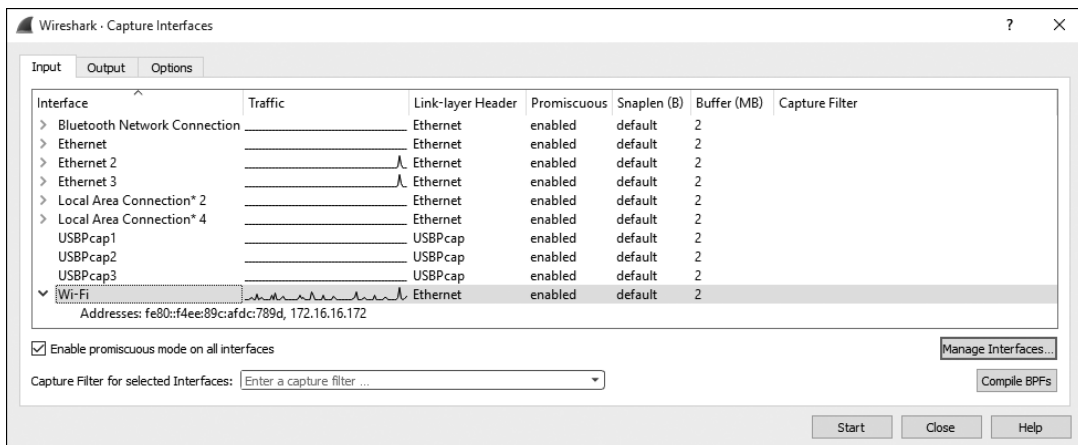 Wireshark · Capture Interfaces ?
Input Output Options
Interface Traffic Link-layer Header Promiscuous Snaplen (B) Buffer (MB) Capture Filter
Bluetooth Network Connection Ethernet enabled default 2
Ethernet Ethernet enabled default 2
Ethernet 2 Ethernet enabled default 2
Ethernet 3 Ethernet enabled default 2
Local Area Connection* 2 Ethernet enabled default 2
Local Area Connection* 4 Ethernet enabled default 2
USBPcap1 USBPcap enabled default 2
USBPcap2 USBPcap enabled default 2
USBPcap3 USBPcap enabled default 2
Wi-Fi Ethernet enabled default 2
Addresses: fe80::f4ee:89c:afdc:789d, 172.16.16.172
Enable promiscuous mode on all interfaces Manage Interfaces...
Capture Filter for selected Interfaces: Enter a capture filter ... Compile BPFs
Start Close Help